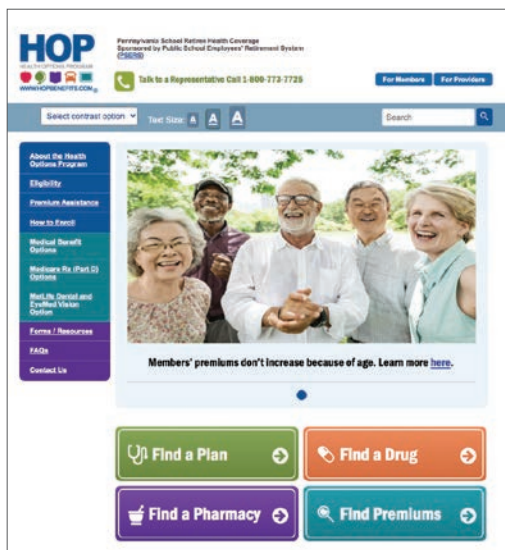 HOP
HEALTH OPTIONS PROGRAM
WWW.HOPBENEFITS.COM
Pennsylvania School Retiree Health Coverage
Sponsored by Public School Employees' Retirement System
(PSERS)
Talk to a Representative Call 1-800-773-7725
For Members
For Providers
Select contrast option
Text Size: A A A
Search
About the Health
Options Program
Eligibility
Premium Assistance
How to Enroll
Medical Benefit
Options
Medicare Rx (Part D)
Options
MetLife Dental and
EyeMed Vision
Option
Forms / Resources
FAQs
Contact Us
Members' premiums don't increase because of age. Learn more here.
Find a Plan
Find a Drug
Find a Pharmacy
Find Premiums